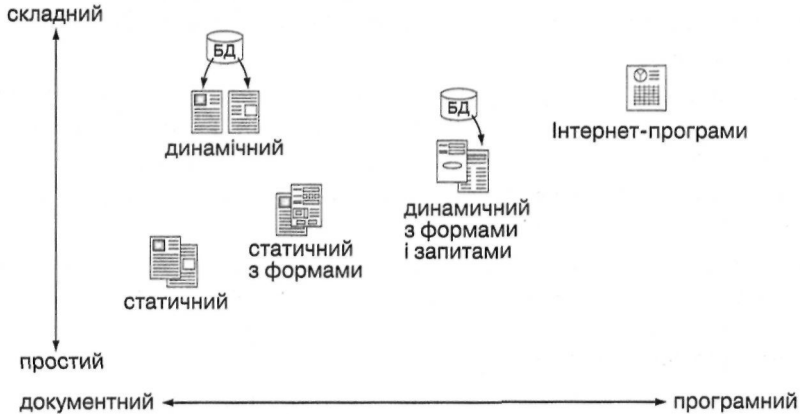 складний
БД
динамічний
БД
Інтернет-програми
динамичний
з формами
і запитами
статичний
з формами
статичний
простий
документний
програмний